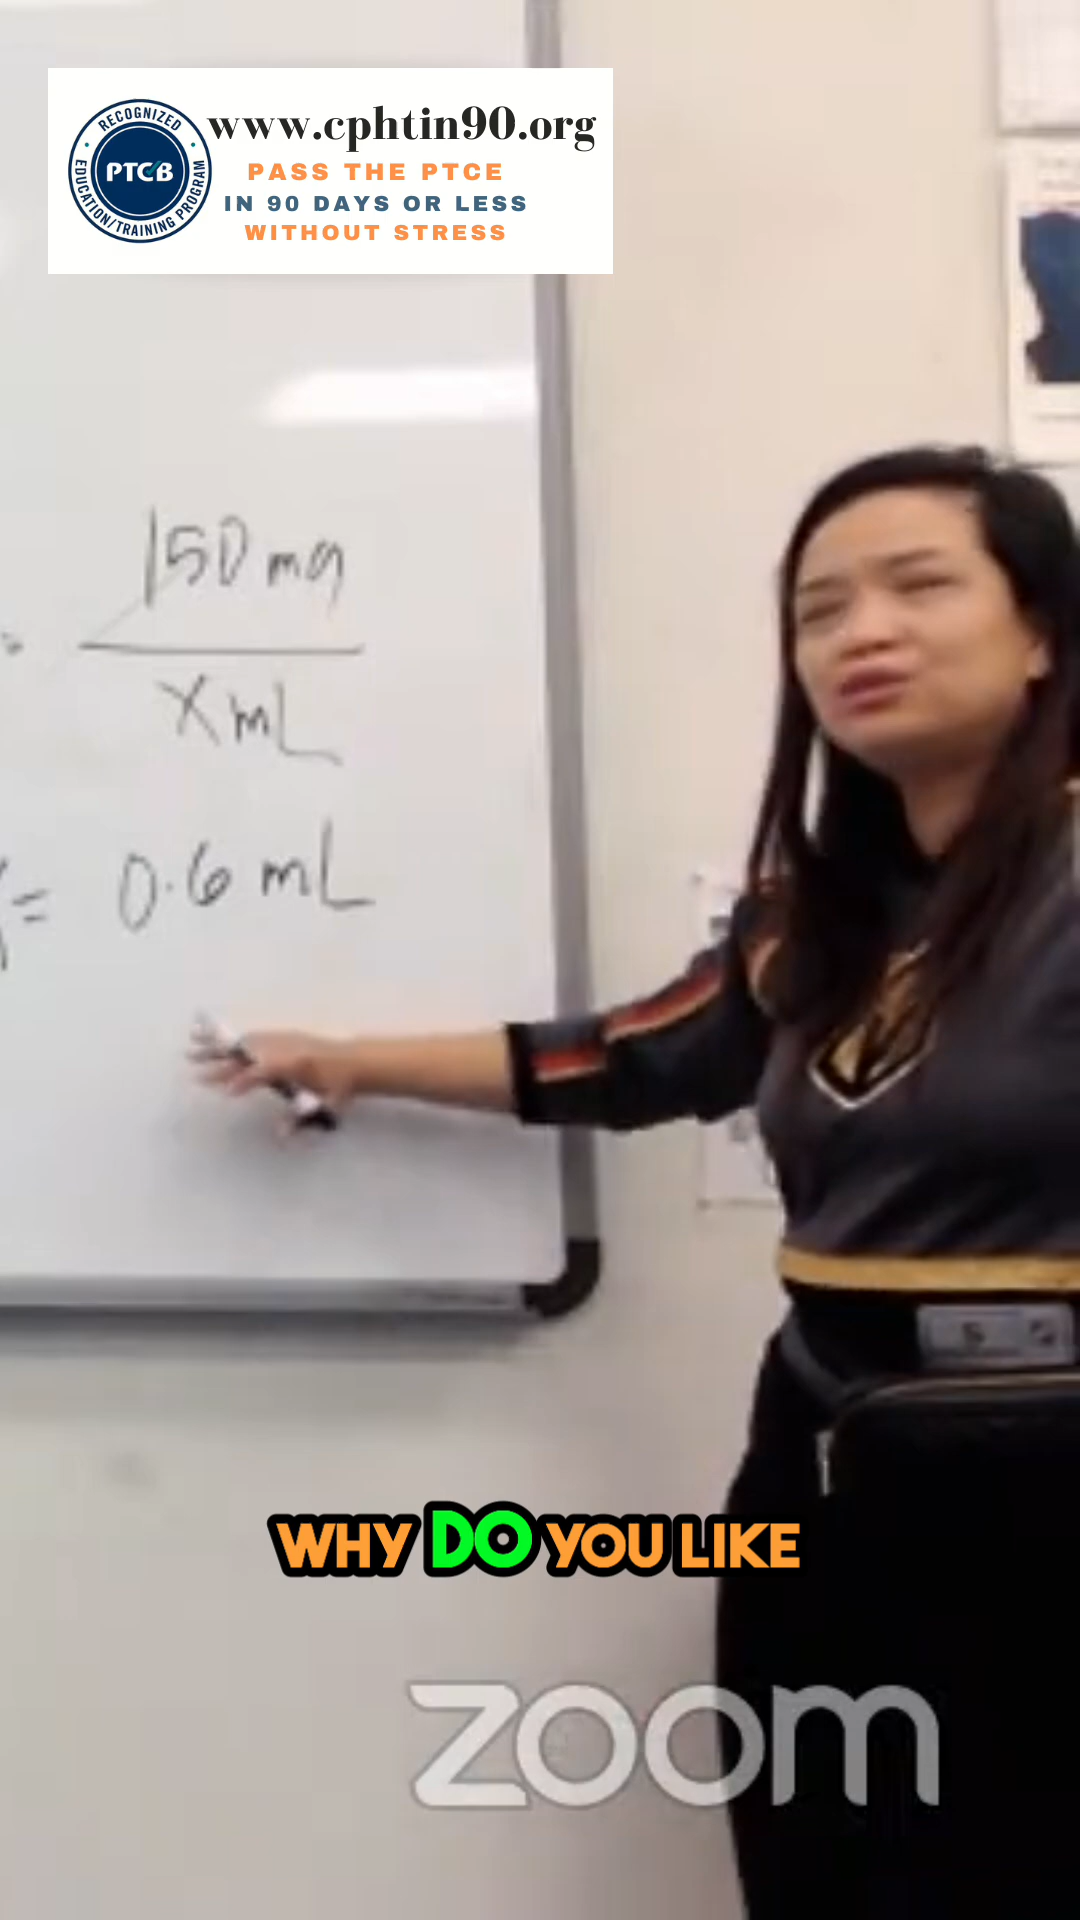 RECOGNIZED
EDUCATION/TRAINING PROGRAM
PTCB
www.cphtin90.org
PASS THE PTCE
IN 90 DAYS OR LESS
WITHOUT STRESS
= 150 mg
x mL
= 0.6 mL
WHY DO YOU LIKE
zoom